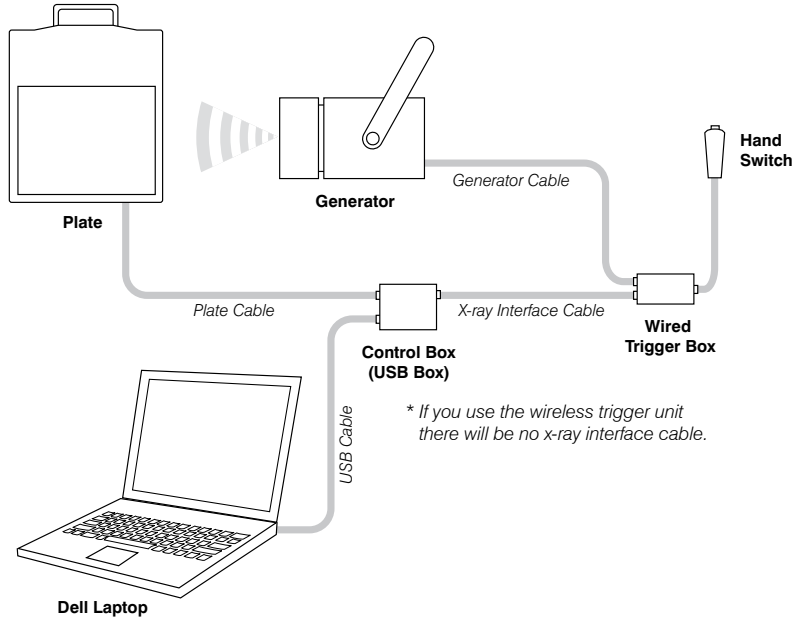 Hand
Switch
Generator Cable
Generator
Plate
Plate Cable
X-ray Interface Cable
Wired
Trigger Box
Control Box
(USB Box)
USB Cable
* If you use the wireless trigger unit
there will be no x-ray interface cable.
Dell Laptop